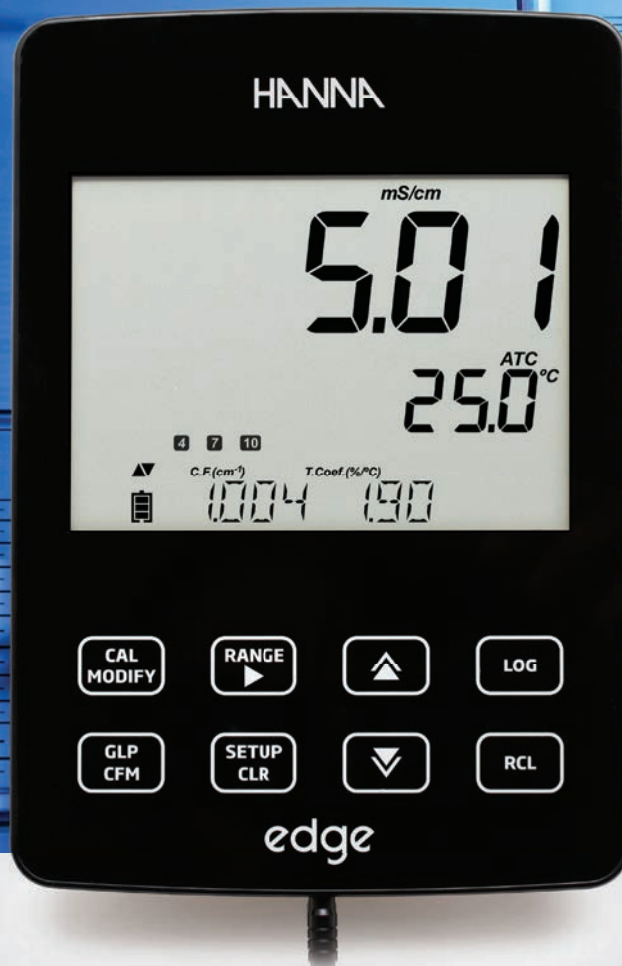 HANNA
mS/cm
5.01
ATC
25.0 °C
4 7 10
C.F.(cm⁻¹) T.Coef.(%/°C)
1.004 1.90
CAL MODIFY
RANGE
LOG
GLP CFM
SETUP CLR
RCL
edge